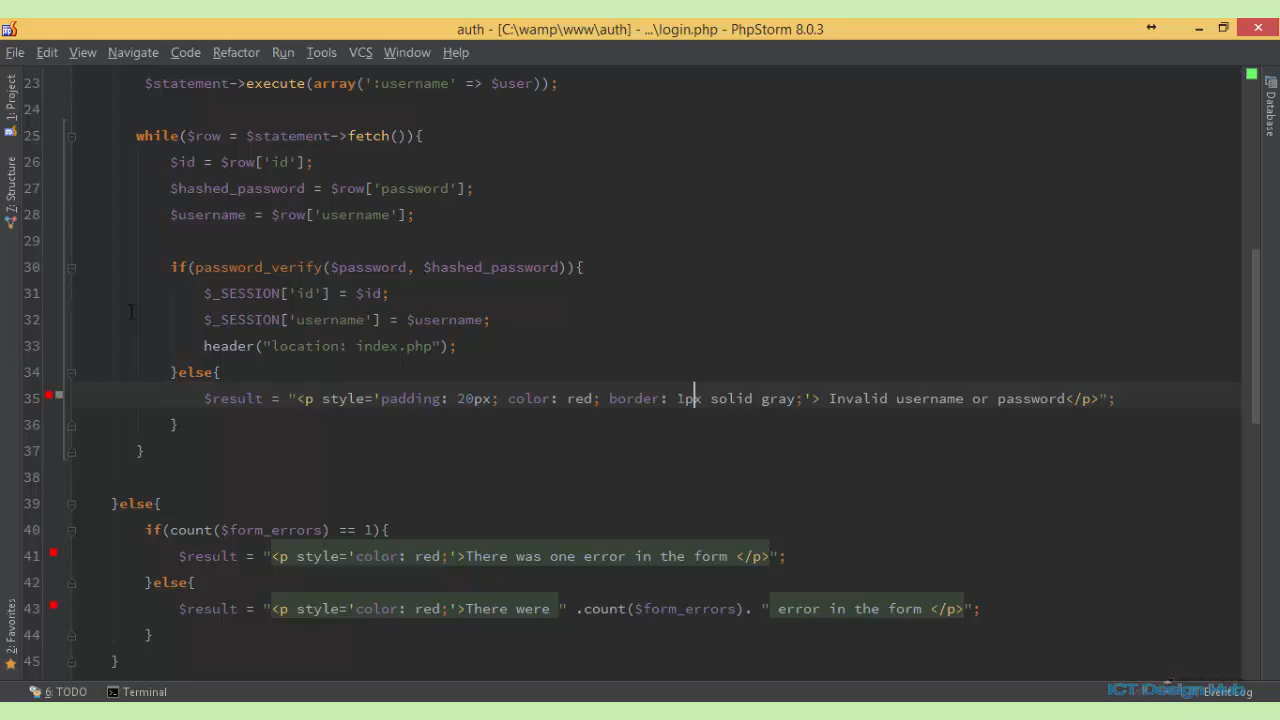 auth - [C:\wamp\www\auth] - ...\login.php - PhpStorm 8.0.3
File Edit View Navigate Code Refactor Run Tools VCS Window Help
1: Project
7: Structure
2: Favorites
Database
23 $statement->execute(array(':username' => $user));
24
25 while($row = $statement->fetch()){
26 $id = $row['id'];
27 $hashed_password = $row['password'];
28 $username = $row['username'];
29
30 if(password_verify($password, $hashed_password)){
31 $_SESSION['id'] = $id;
32 $_SESSION['username'] = $username;
33 header("location: index.php");
34 }else{
35 $result = "<p style='padding: 20px; color: red; border: 1px solid gray;'> Invalid username or password</p>";
36 }
37 }
38
39 }else{
40 if(count($form_errors) == 1){
41 $result = "<p style='color: red;'>There was one error in the form </p>";
42 }else{
43 $result = "<p style='color: red;'>There were " .count($form_errors). " error in the form </p>";
44 }
45 }
6: TODO Terminal Event Log
ICT Design Hub